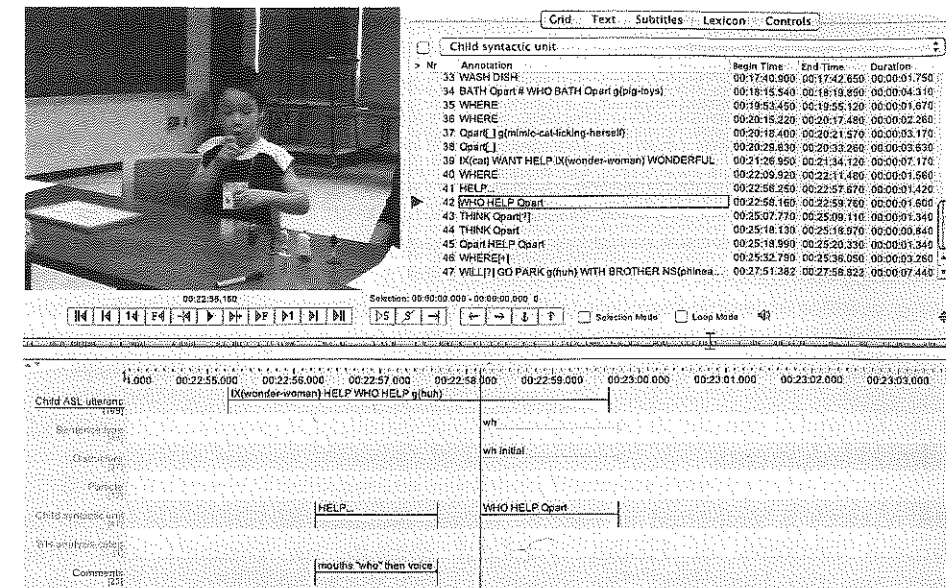 Grid Text Subtitles Lexicon Controls
Child syntactic unit
> Nr Annotation Begin Time End Time Duration
33 WASH DISH 00:17:40.900 00:17:42.650 00:00:01.750
34 BATH Qpart # WHO BATH Qpart g(pig-toys) 00:18:15.540 00:18:19.850 00:00:04.310
35 WHERE 00:19:53.450 00:19:55.120 00:00:01.670
36 WHERE 00:20:15.220 00:20:17.480 00:00:02.260
37 Qpart[_] g(mimic-cat-licking-herself) 00:20:18.400 00:20:21.570 00:00:03.170
38 Qpart[_] 00:20:29.630 00:20:33.260 00:00:03.630
39 IX(cat) WANT HELP IX(wonder-woman) WONDERFUL 00:21:26.950 00:21:34.120 00:00:07.170
40 WHERE 00:22:09.920 00:22:11.480 00:00:01.560
41 HELP... 00:22:56.250 00:22:57.670 00:00:01.420
42 WHO HELP Qpart 00:22:58.160 00:22:59.760 00:00:01.600
43 THINK Qpart[?] 00:25:07.770 00:25:09.110 00:00:01.340
44 THINK Qpart 00:25:18.130 00:25:18.970 00:00:00.840
45 Qpart HELP Qpart 00:25:18.990 00:25:20.330 00:00:01.340
46 WHERE[+] 00:25:32.790 00:25:36.050 00:00:03.260
47 WILL[?] GO PARK g(huh) WITH BROTHER NS(phinea... 00:27:51.382 00:27:58.822 00:00:07.440
00:22:58.160 Selection: 00:00:00.000 - 00:00:00.000 0
Selection Mode Loop Mode
1.000 00:22:55.000 00:22:56.000 00:22:57.000 00:22:58.000 00:22:59.000 00:23:00.000 00:23:01.000 00:23:02.000 00:23:03.000
Child ASL utteranc IX(wonder-woman) HELP WHO HELP g(huh)
[199]
Sentence type wh
wh initial
Child syntactic unit HELP... WHO HELP Qpart
Comments mouths "who" then voice
[25]